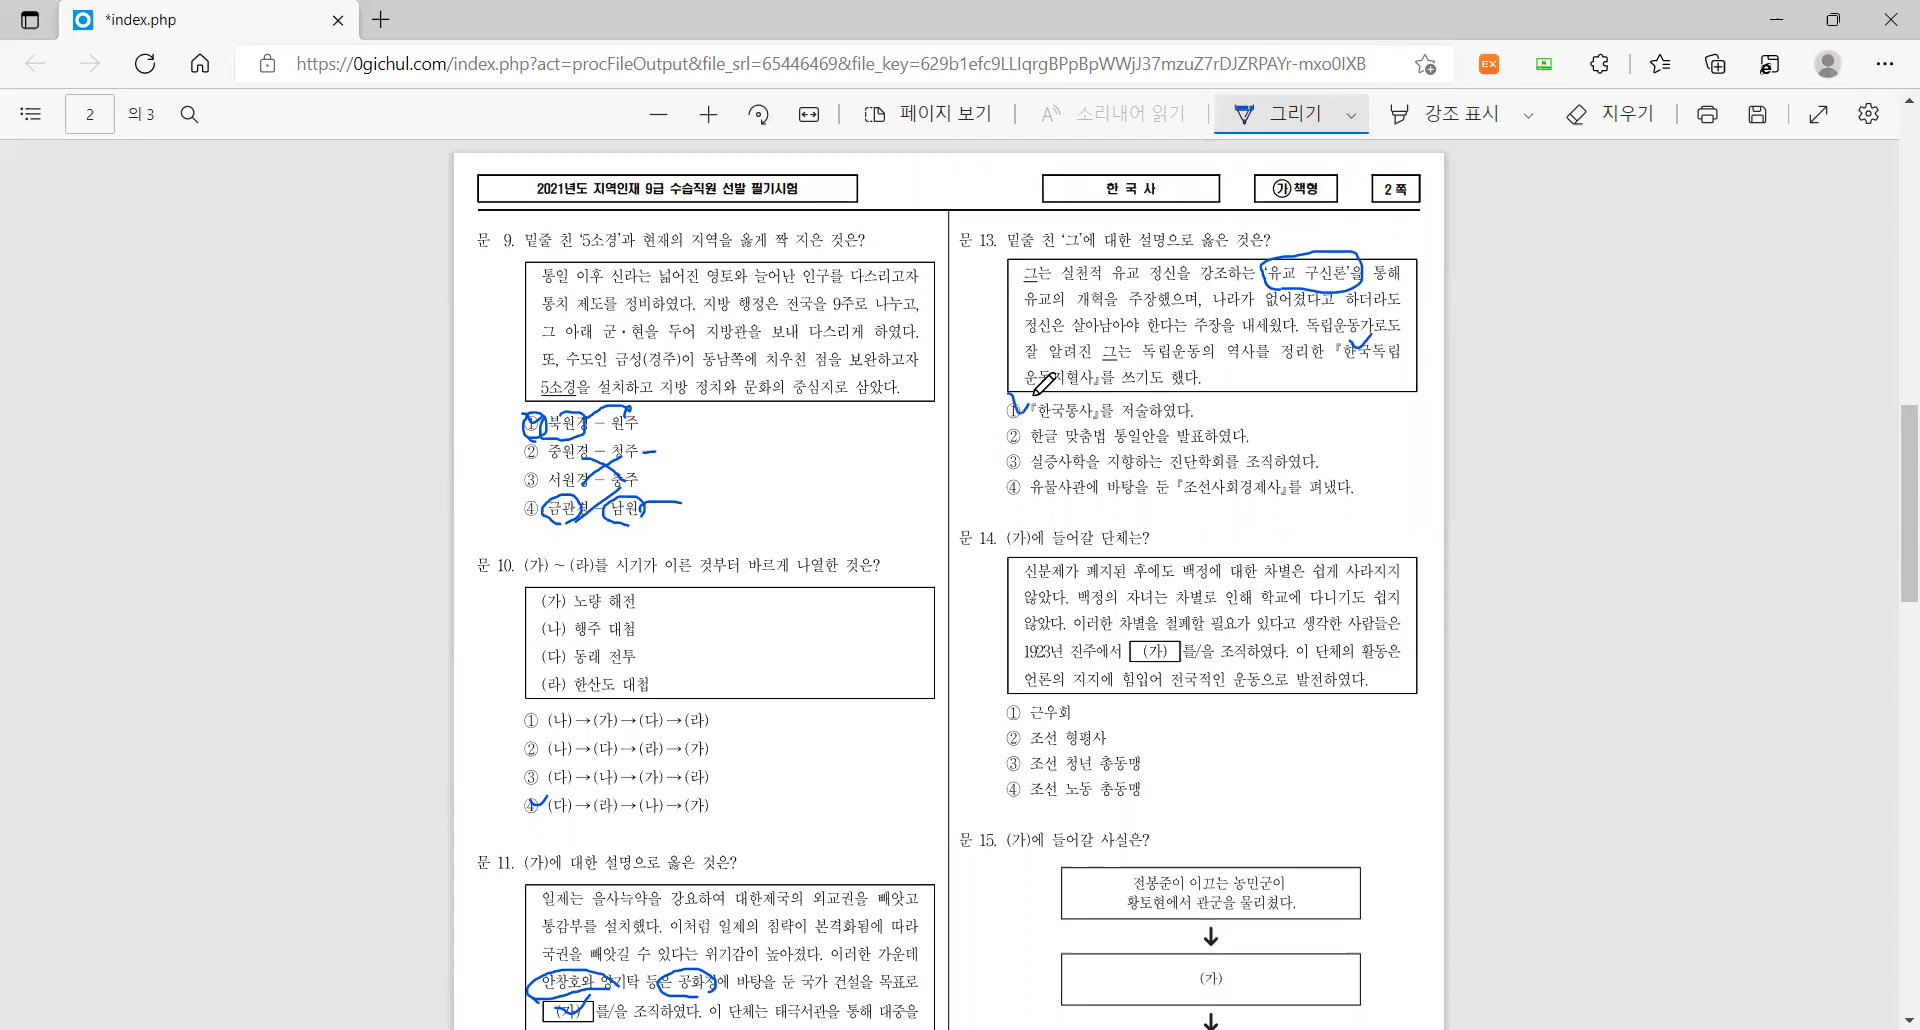 *index.php
https://0gichul.com/index.php?act=procFileOutput&file_srl=65446469&file_key=629b1efc9LLIqrgBPpBpWWjJ37mzuZ7rDJZRPAYr-mxo0IXB
EX
N
2 의 3
페이지 보기
소리내어 읽기
그리기
강조 표시
지우기
2021년도 지역인재 9급 수습직원 선발 필기시험
한 국 사
㉮ 책형
2 쪽
문 9. 밑줄 친 '5소경'과 현재의 지역을 옳게 짝 지은 것은?
통일 이후 신라는 넓어진 영토와 늘어난 인구를 다스리고자
통치 제도를 정비하였다. 지방 행정은 전국을 9주로 나누고,
그 아래 군·현을 두어 지방관을 보내 다스리게 하였다.
또, 수도인 금성(경주)이 동남쪽에 치우친 점을 보완하고자
5소경을 설치하고 지방 정치와 문화의 중심지로 삼았다.
① 북원경 – 원주
② 중원경 – 청주
③ 서원경 – 충주
④ 금관경 – 남원
문 10. (가) ~ (라)를 시기가 이른 것부터 바르게 나열한 것은?
(가) 노량 해전
(나) 행주 대첩
(다) 동래 전투
(라) 한산도 대첩
① (나)→(가)→(다)→(라)
② (나)→(다)→(라)→(가)
③ (다)→(나)→(가)→(라)
④ (다)→(라)→(나)→(가)
문 11. (가)에 대한 설명으로 옳은 것은?
일제는 을사늑약을 강요하여 대한제국의 외교권을 빼앗고
통감부를 설치했다. 이처럼 일제의 침략이 본격화됨에 따라
국권을 빼앗길 수 있다는 위기감이 높아졌다. 이러한 가운데
안창호와 양기탁 등은 공화정에 바탕을 둔 국가 건설을 목표로
(가) 를/을 조직하였다. 이 단체는 태극서관을 통해 대중을
문 13. 밑줄 친 '그'에 대한 설명으로 옳은 것은?
그는 실천적 유교 정신을 강조하는 '유교 구신론'을 통해
유교의 개혁을 주장했으며, 나라가 없어졌다고 하더라도
정신은 살아남아야 한다는 주장을 내세웠다. 독립운동가로도
잘 알려진 그는 독립운동의 역사를 정리한 『한국독립
운동지혈사』를 쓰기도 했다.
① 『한국통사』를 저술하였다.
② 한글 맞춤법 통일안을 발표하였다.
③ 실증사학을 지향하는 진단학회를 조직하였다.
④ 유물사관에 바탕을 둔 『조선사회경제사』를 펴냈다.
문 14. (가)에 들어갈 단체는?
신분제가 폐지된 후에도 백정에 대한 차별은 쉽게 사라지지
않았다. 백정의 자녀는 차별로 인해 학교에 다니기도 쉽지
않았다. 이러한 차별을 철폐할 필요가 있다고 생각한 사람들은
1923년 진주에서 (가) 를/을 조직하였다. 이 단체의 활동은
언론의 지지에 힘입어 전국적인 운동으로 발전하였다.
① 근우회
② 조선 형평사
③ 조선 청년 총동맹
④ 조선 노동 총동맹
문 15. (가)에 들어갈 사실은?
전봉준이 이끄는 농민군이
황토현에서 관군을 물리쳤다.
↓
(가)
↓